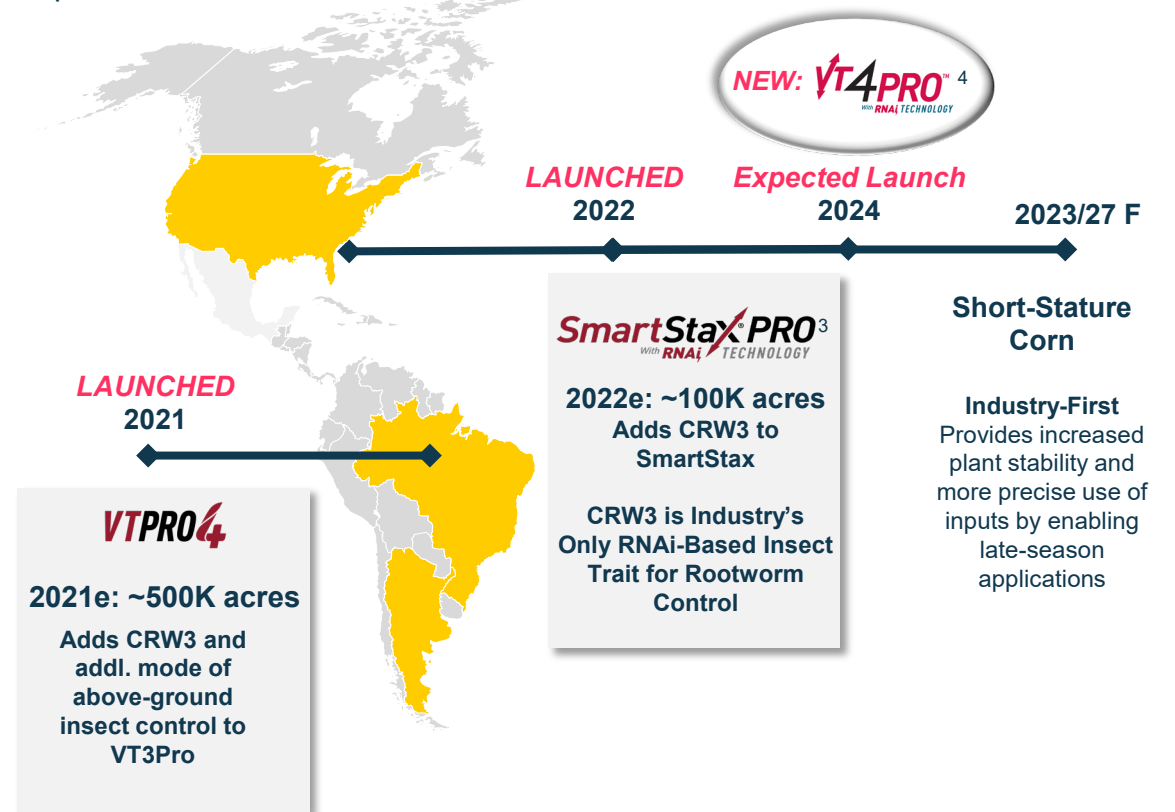 NEW: VT4PRO™ 4
With RNAi TECHNOLOGY
LAUNCHED
2022
Expected Launch
2024
2023/27 F
SmartStax® PRO 3
With RNAi TECHNOLOGY
2022e: ~100K acres
Adds CRW3 to
SmartStax
CRW3 is Industry's
Only RNAi-Based Insect
Trait for Rootworm
Control
Short-Stature
Corn
Industry-First
Provides increased
plant stability and
more precise use of
inputs by enabling
late-season
applications
LAUNCHED
2021
VTPRO4
2021e: ~500K acres
Adds CRW3 and
addl. mode of
above-ground
insect control to
VT3Pro